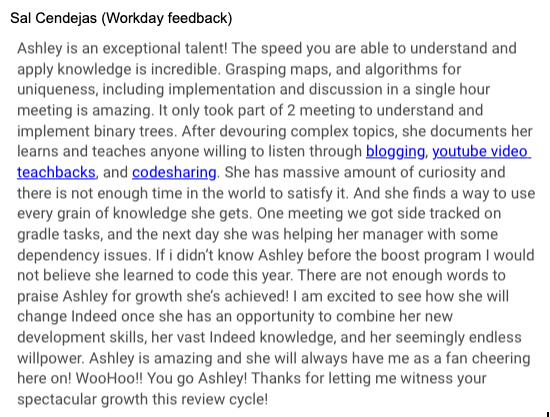 Sal Cendejas (Workday feedback)
Ashley is an exceptional talent! The speed you are able to understand and
apply knowledge is incredible. Grasping maps, and algorithms for
uniqueness, including implementation and discussion in a single hour
meeting is amazing. It only took part of 2 meeting to understand and
implement binary trees. After devouring complex topics, she documents her
learns and teaches anyone willing to listen through blogging, youtube video
teachbacks, and codesharing. She has massive amount of curiosity and
there is not enough time in the world to satisfy it. And she finds a way to use
every grain of knowledge she gets. One meeting we got side tracked on
gradle tasks, and the next day she was helping her manager with some
dependency issues. If i didn't know Ashley before the boost program I would
not believe she learned to code this year. There are not enough words to
praise Ashley for growth she's achieved! I am excited to see how she will
change Indeed once she has an opportunity to combine her new
development skills, her vast Indeed knowledge, and her seemingly endless
willpower. Ashley is amazing and she will always have me as a fan cheering
here on! WooHoo!! You go Ashley! Thanks for letting me witness your
spectacular growth this review cycle!